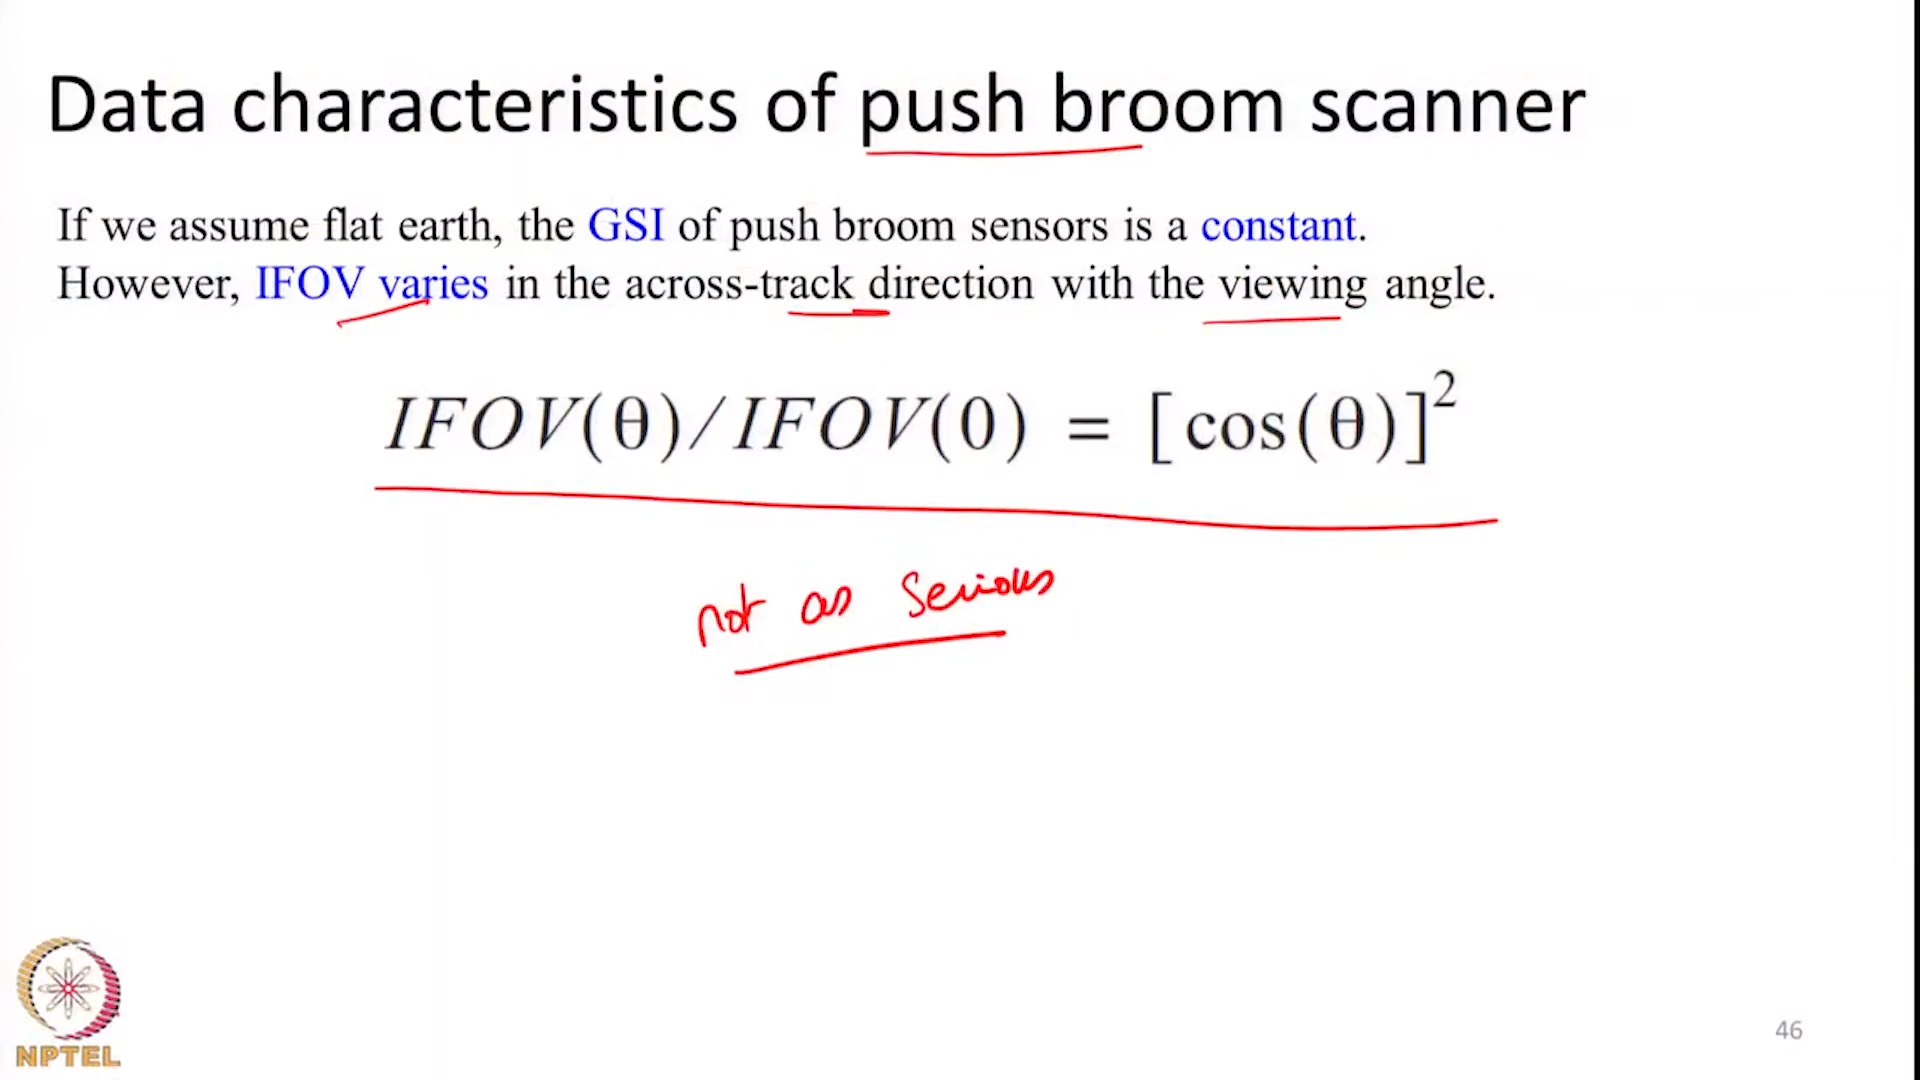 Data characteristics of push broom scanner
If we assume flat earth, the GSI of push broom sensors is a constant.
However, IFOV varies in the across-track direction with the viewing angle.
IFOV(θ)/IFOV(0) = [cos(θ)]²
not as serious
NPTEL
46